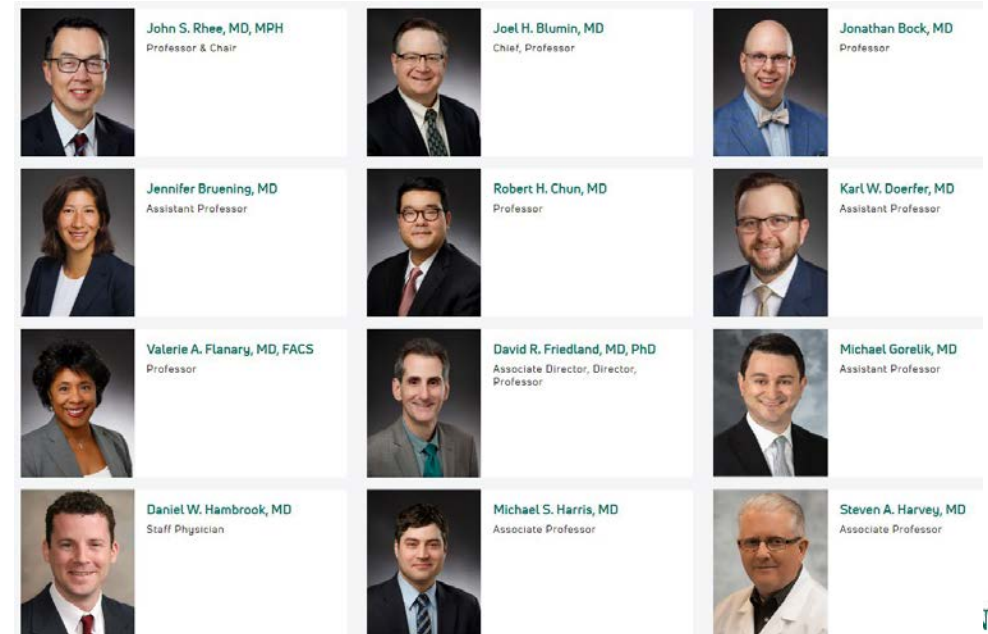 John S. Rhee, MD, MPH
Professor & Chair
Joel H. Blumin, MD
Chief, Professor
Jonathan Bock, MD
Professor
Jennifer Bruening, MD
Assistant Professor
Robert H. Chun, MD
Professor
Karl W. Doerfer, MD
Assistant Professor
Valerie A. Flanary, MD, FACS
Professor
David R. Friedland, MD, PhD
Associate Director, Director,
Professor
Michael Gorelik, MD
Assistant Professor
Daniel W. Hambrook, MD
Staff Physician
Michael S. Harris, MD
Associate Professor
Steven A. Harvey, MD
Associate Professor